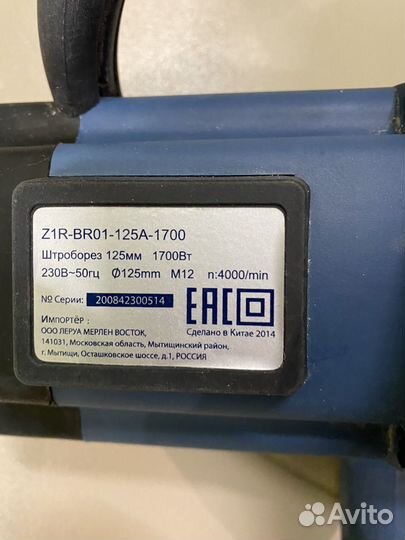 Z1R-BR01-125A-1700
Штроборез 125мм 1700Вт
230В~50гц Ø125mm M12 n:4000/min
№ Серии: 200842300514
EAC
Импортёр :
Сделано в Китае 2014
ООО ЛЕРУА МЕРЛЕН ВОСТОК,
141031, Московская область, Мытищинский район,
г. Мытищи, Осташковское шоссе, д.1, РОССИЯ
Avito